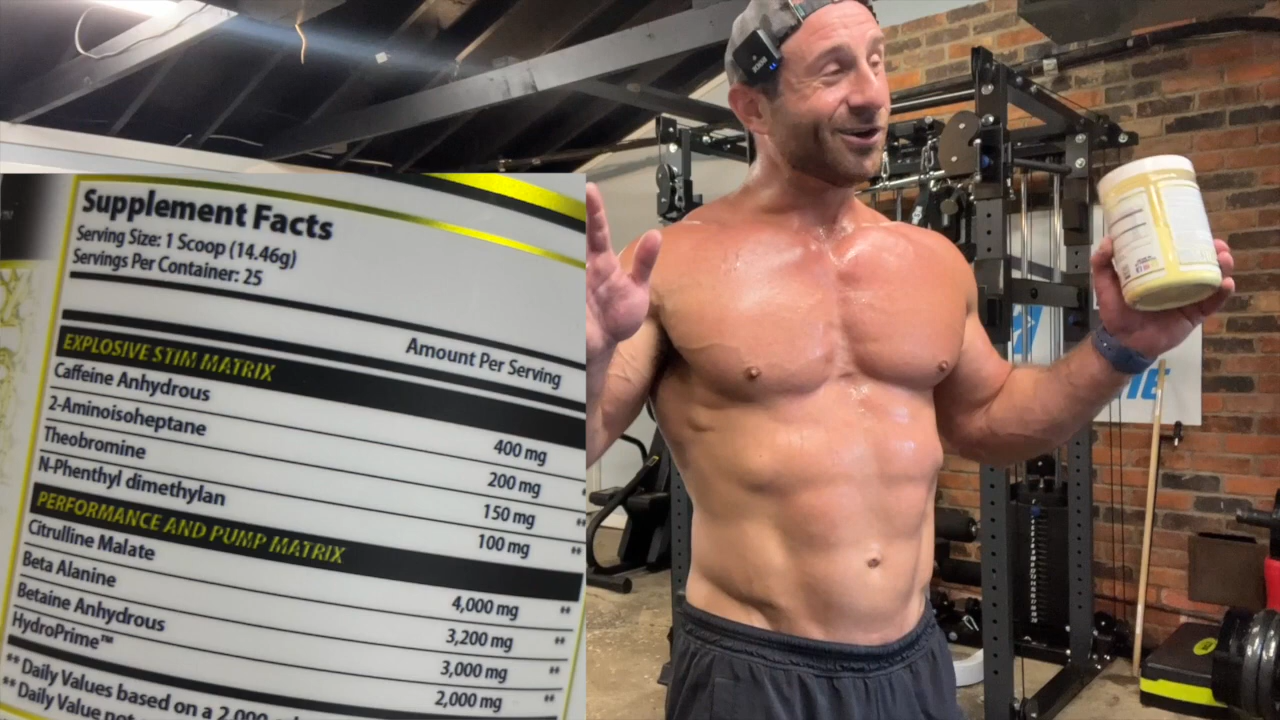 Supplement Facts
Serving Size: 1 Scoop (14.46g)
Servings Per Container: 25
Amount Per Serving
EXPLOSIVE STIM MATRIX
Caffeine Anhydrous 400 mg
2-Aminoisoheptane 200 mg
Theobromine 150 mg **
N-Phenthyl dimethylan 100 mg **
PERFORMANCE AND PUMP MATRIX
Citrulline Malate 4,000 mg **
Beta Alanine 3,200 mg **
Betaine Anhydrous 3,000 mg **
HydroPrime™ 2,000 mg **
** Daily Values based on a 2,000
** Daily Value not